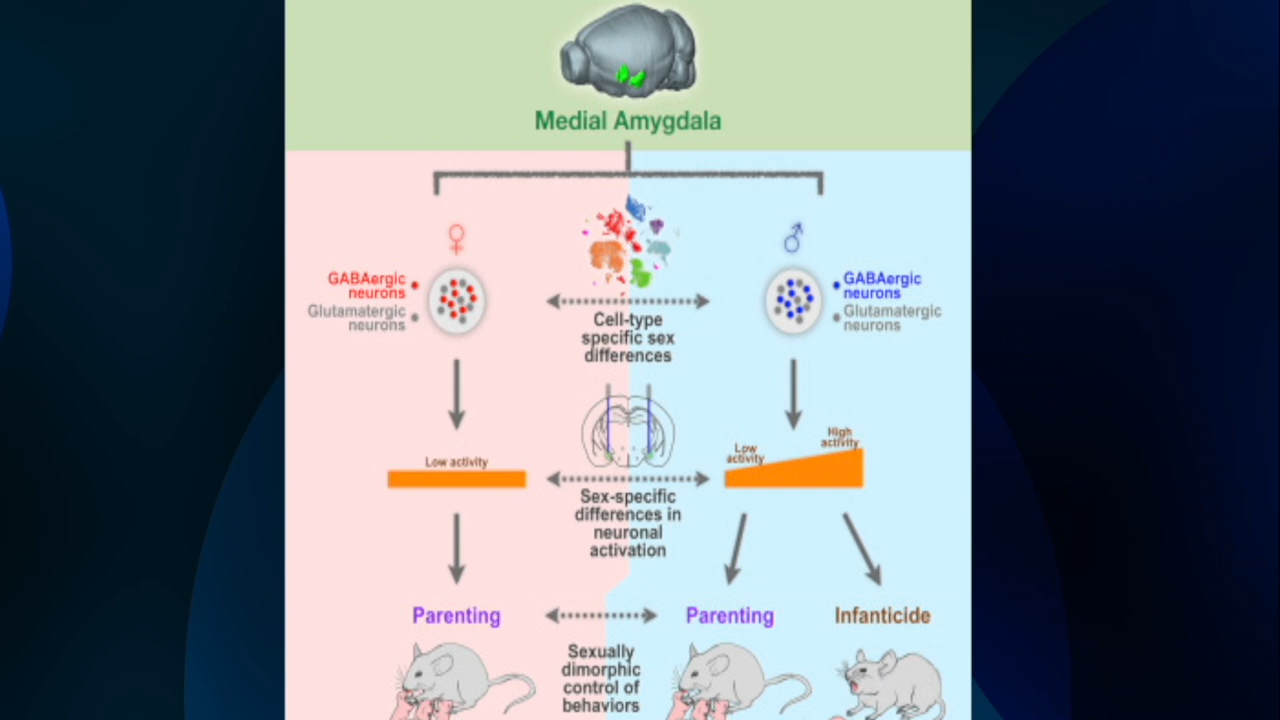 Medial Amygdala
♀
♂
GABAergic
neurons
Glutamatergic
neurons
GABAergic
neurons
Glutamatergic
neurons
Cell-type
specific sex
differences
Low activity
Low
activity
High
activity
Sex-specific
differences in
neuronal
activation
Parenting
Parenting
Infanticide
Sexually
dimorphic
control of
behaviors